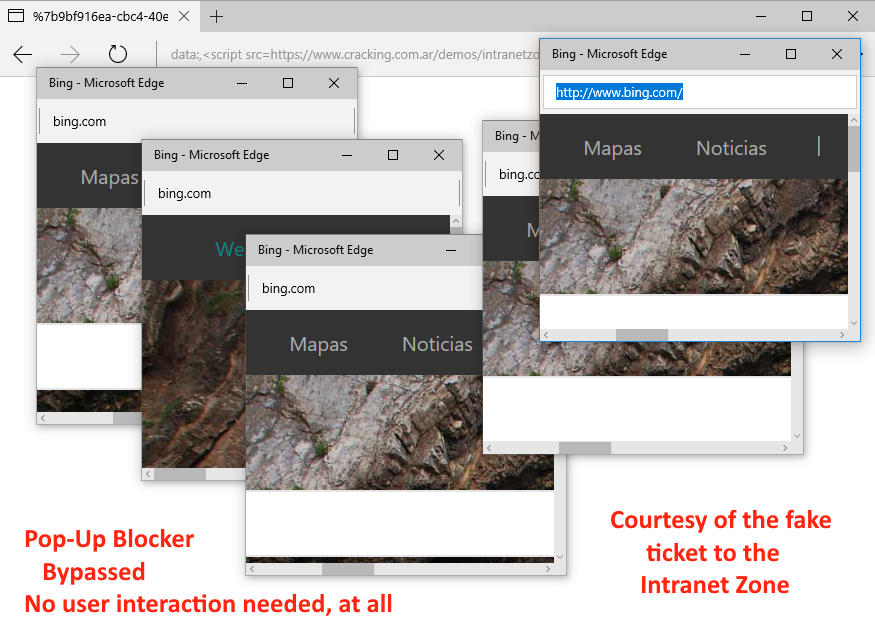 %7b9bf916ea-cbc4-40e
data:,<script src=https://www.cracking.com.ar/demos/intranetzo
Bing - Microsoft Edge
http://www.bing.com/
Mapas Noticias
Bing - Microsoft Edge
bing.com
Mapas
Bing - M
bing.co
M
Bing - Microsoft Edge
bing.com
We
Bing - Microsoft Edge
bing.com
Mapas Noticias
Pop-Up Blocker
Bypassed
No user interaction needed, at all
Courtesy of the fake
ticket to the
Intranet Zone